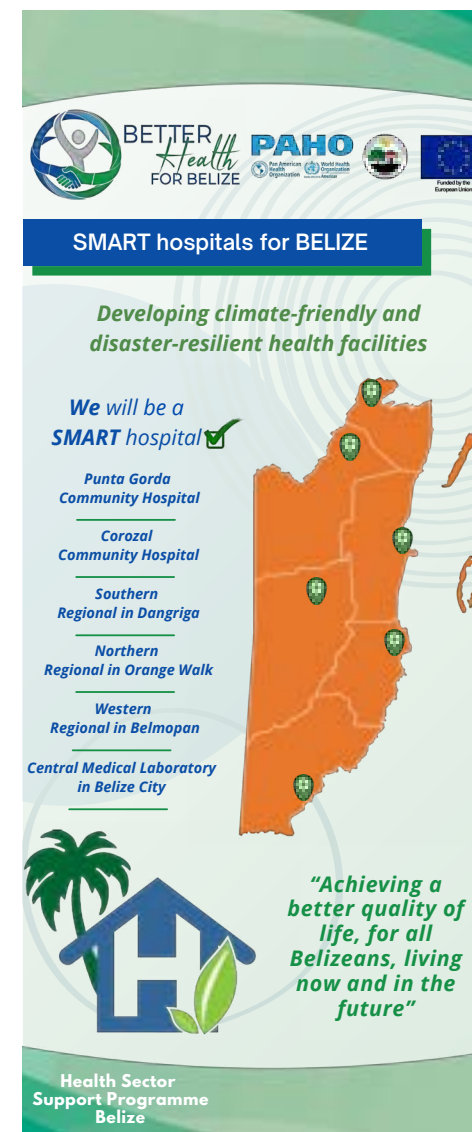 BETTER
Health
FOR BELIZE
PAHO
Pan American
Health
Organization
World Health
Organization
Americas
Funded by the
European Union
SMART hospitals for BELIZE
Developing climate-friendly and
disaster-resilient health facilities
We will be a
SMART hospital
Punta Gorda
Community Hospital
Corozal
Community Hospital
Southern
Regional in Dangriga
Northern
Regional in Orange Walk
Western
Regional in Belmopan
Central Medical Laboratory
in Belize City
H
“Achieving a
better quality of
life, for all
Belizeans, living
now and in the
future”
Health Sector
Support Programme
Belize